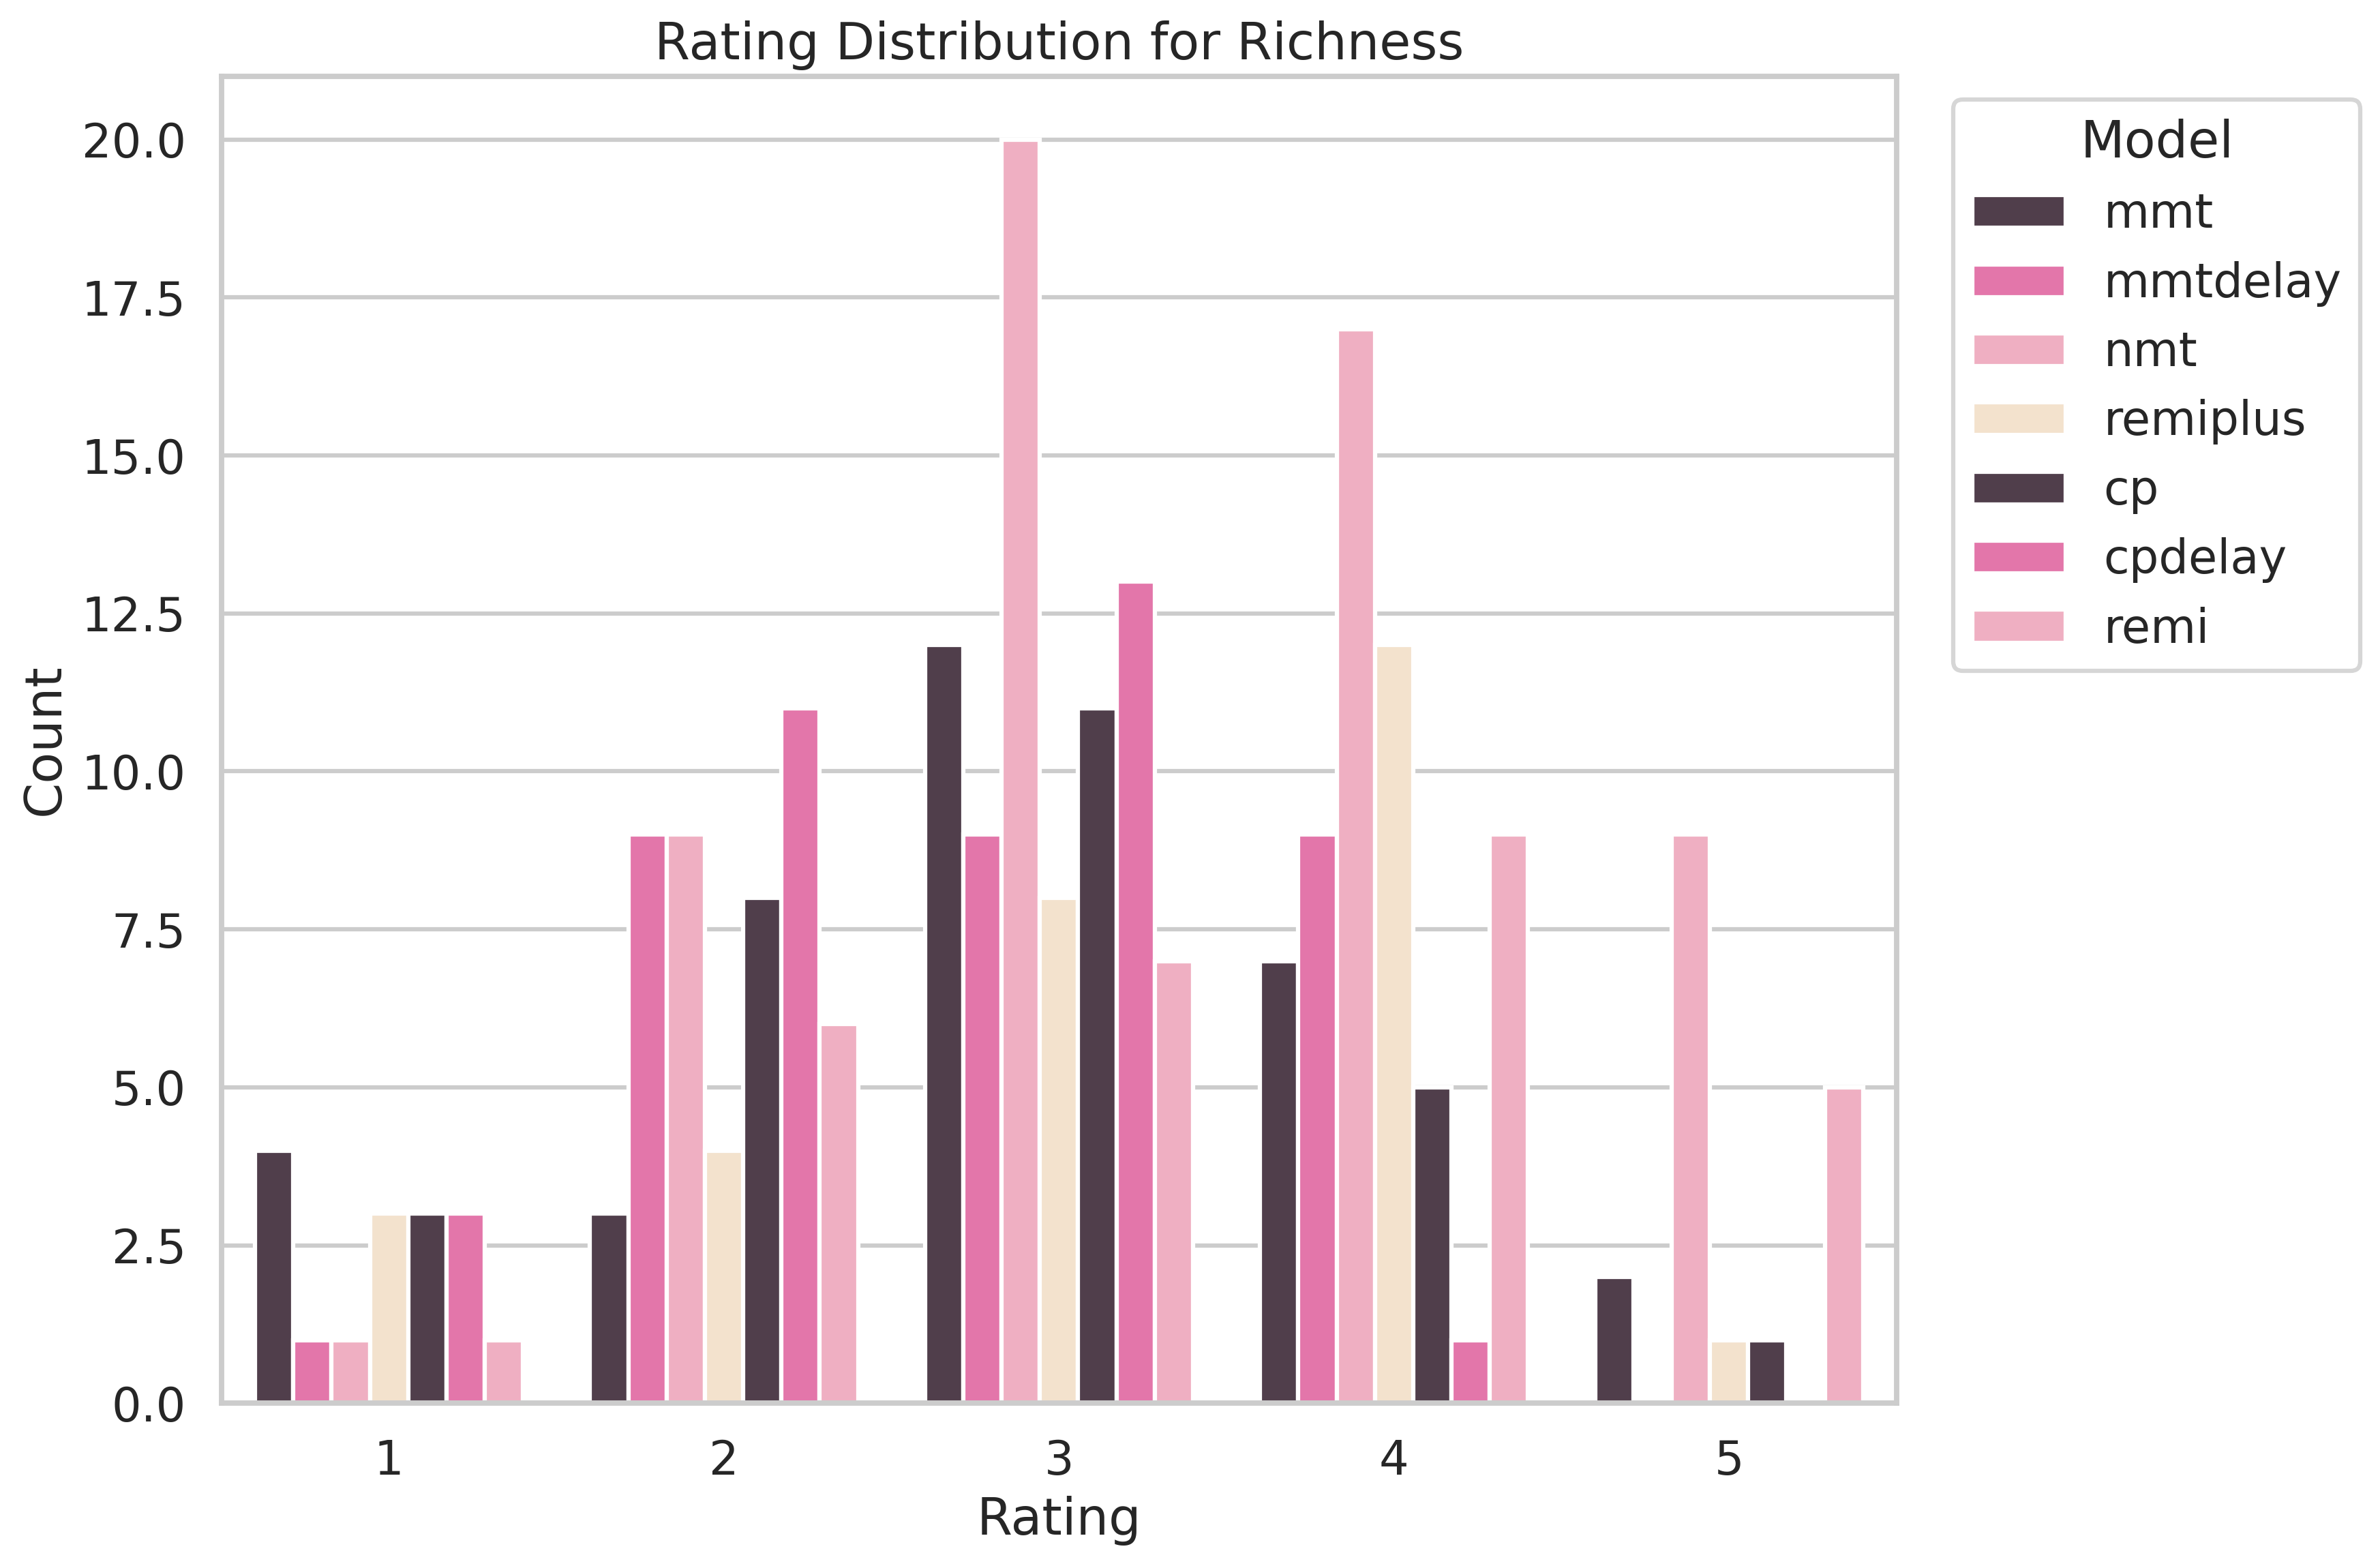 Rating Distribution for Richness
20.0
17.5
15.0
12.5
10.0
7.5
5.0
2.5
0.0
Count
1 2 3 4 5
Rating
Model
mmt
mmtdelay
nmt
remiplus
cp
cpdelay
remi